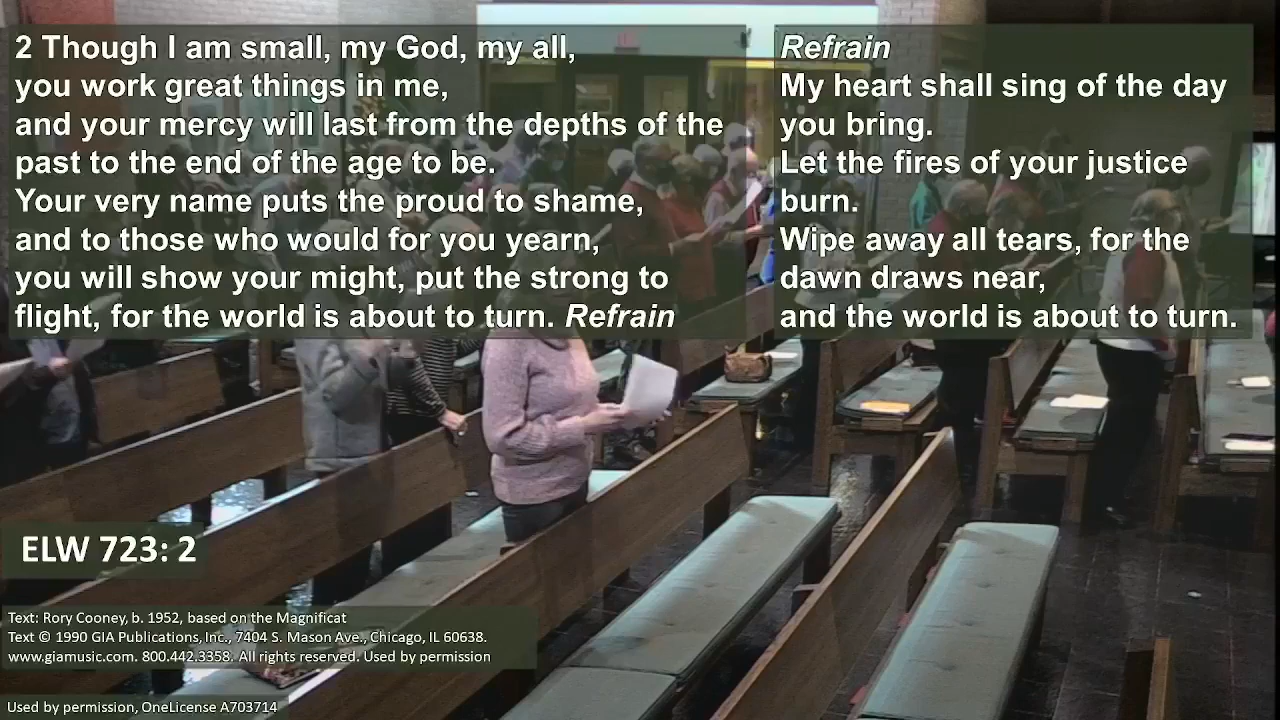 2 Though I am small, my God, my all,
you work great things in me,
and your mercy will last from the depths of the
past to the end of the age to be.
Your very name puts the proud to shame,
and to those who would for you yearn,
you will show your might, put the strong to
flight, for the world is about to turn. Refrain
Refrain
My heart shall sing of the day
you bring.
Let the fires of your justice
burn.
Wipe away all tears, for the
dawn draws near,
and the world is about to turn.
ELW 723: 2
Text: Rory Cooney, b. 1952, based on the Magnificat
Text © 1990 GIA Publications, Inc., 7404 S. Mason Ave., Chicago, IL 60638.
www.giamusic.com. 800.442.3358. All rights reserved. Used by permission
Used by permission, OneLicense A703714